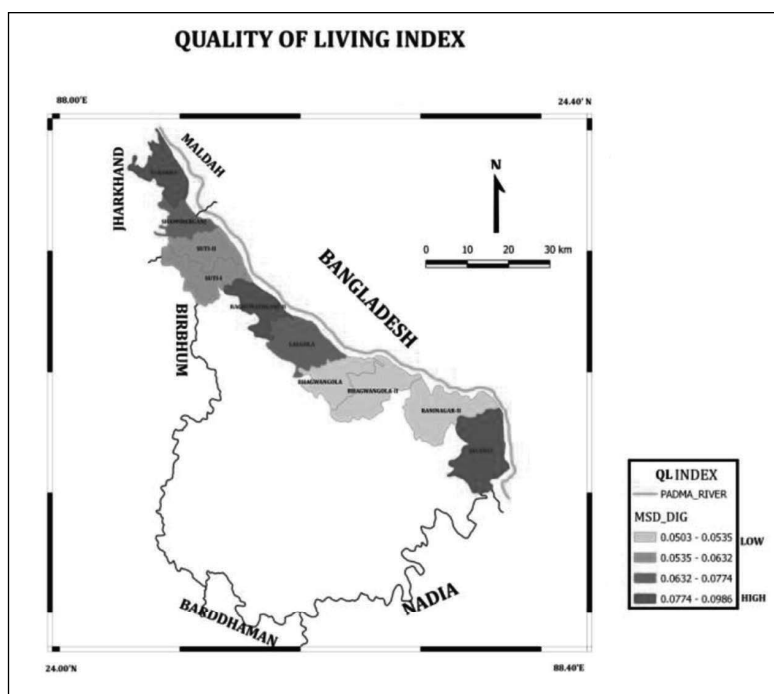 QUALITY OF LIVING INDEX
88.00'E
24.40' N
MALDAH
JHARKHAND
N
0 10 20 30 km
SUTI-II
SUTI-I
BANGLADESH
BIRBHUM
LALGOLA
BHAGWANGOLA
BHAGWANGOLA-II
RANINAGAR-II
NADIA
BARDDHAMAN
24.00'N
88.40'E
QL INDEX
PADMA_RIVER
MSD_DIG
0.0503 - 0.0535 LOW
0.0535 - 0.0632
0.0632 - 0.0774
0.0774 - 0.0986 HIGH